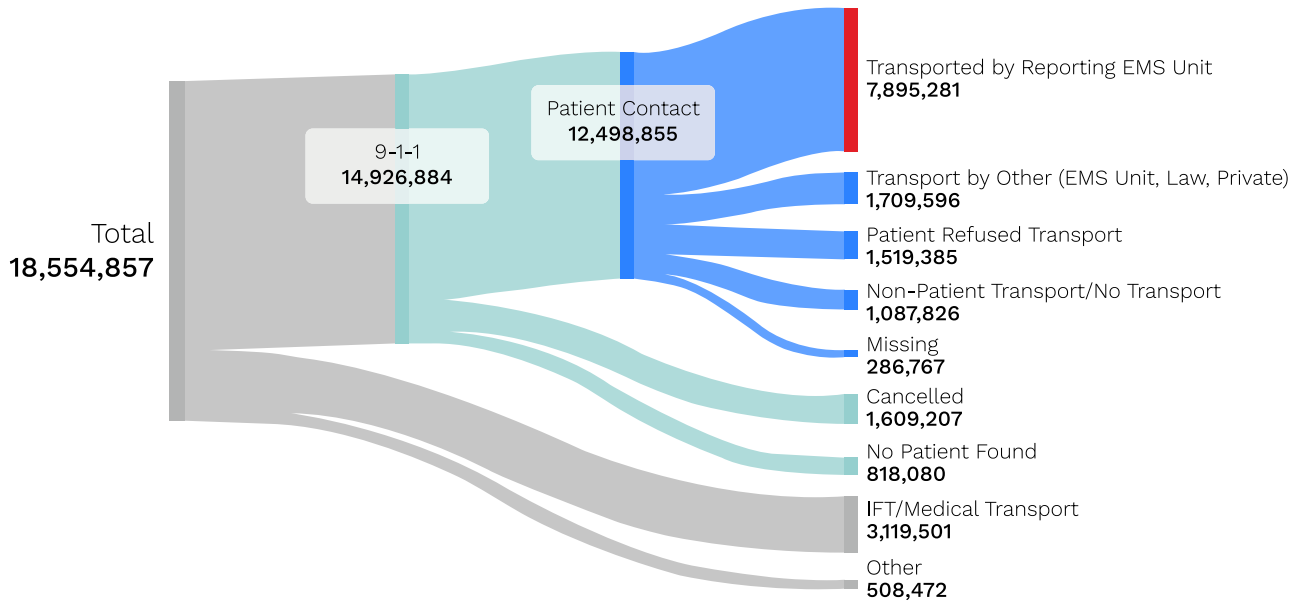 Total
18,554,857
9-1-1
14,926,884
Patient Contact
12,498,855
Transported by Reporting EMS Unit
7,895,281
Transport by Other (EMS Unit, Law, Private)
1,709,596
Patient Refused Transport
1,519,385
Non-Patient Transport/No Transport
1,087,826
Missing
286,767
Cancelled
1,609,207
No Patient Found
818,080
IFT/Medical Transport
3,119,501
Other
508,472